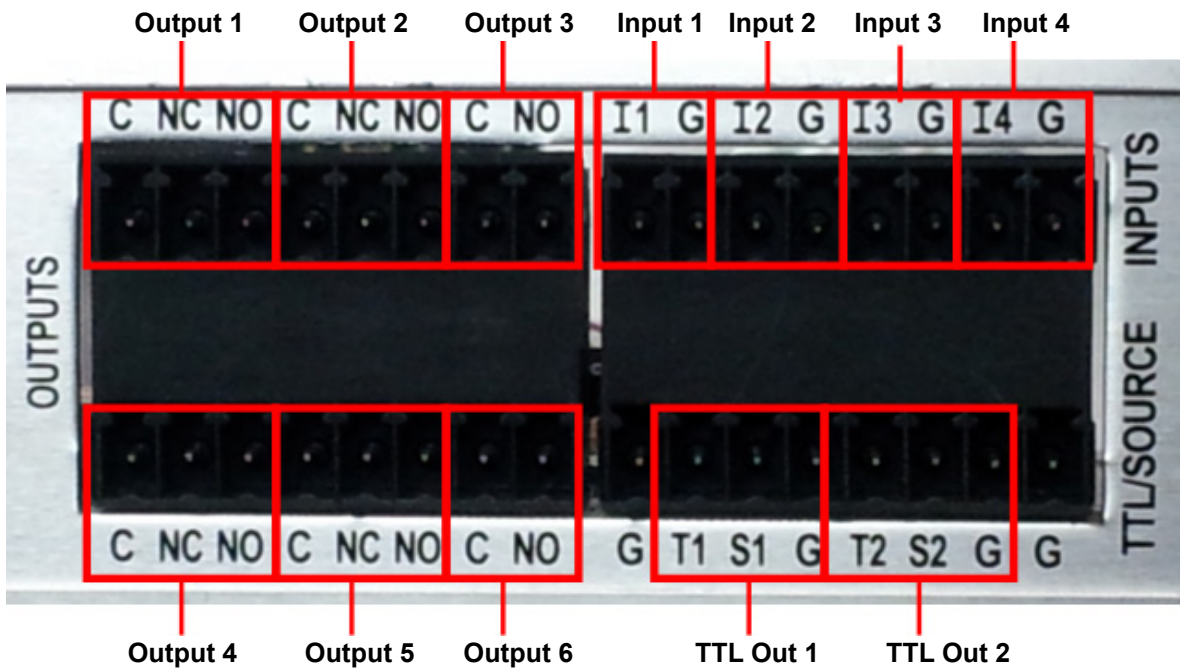 Output 1 Output 2 Output 3 Input 1 Input 2 Input 3 Input 4
C NC NO C NC NO C NO I1 G I2 G I3 G I4 G
INPUTS
OUTPUTS
TTL/SOURCE
C NC NO C NC NO C NO G T1 S1 G T2 S2 G G
Output 4 Output 5 Output 6 TTL Out 1 TTL Out 2